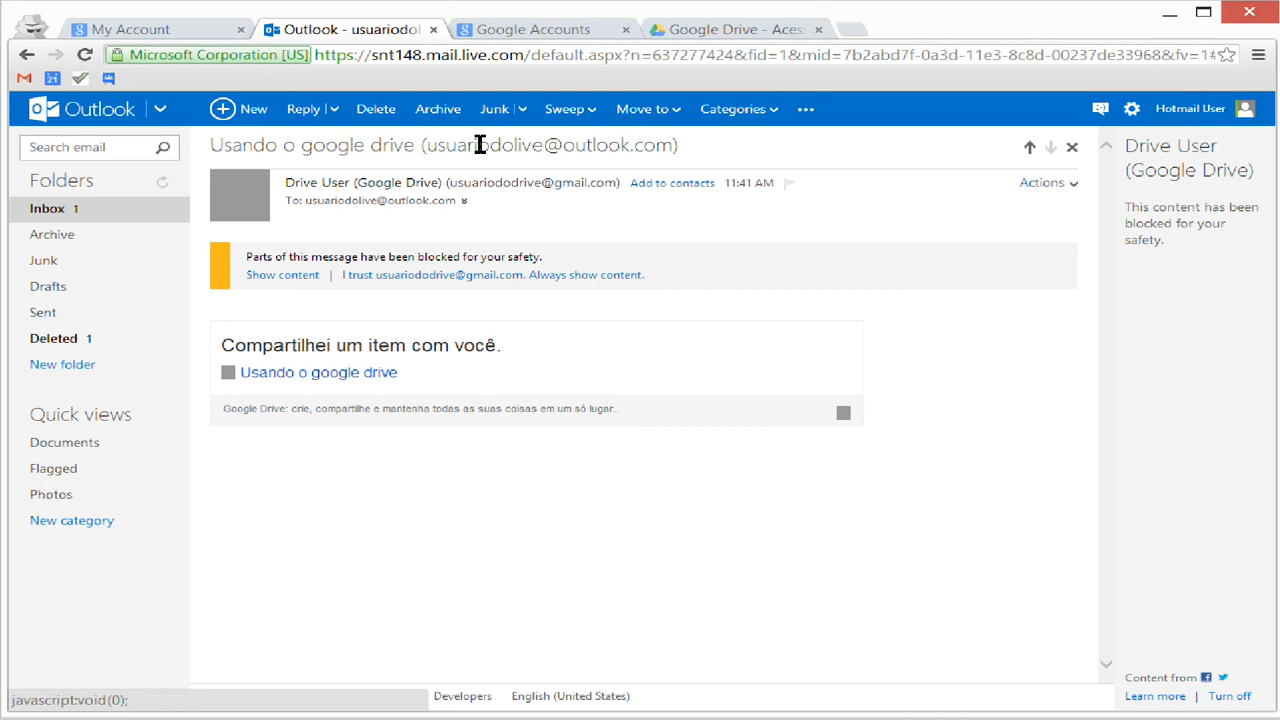 My Account
Outlook - usuariodol
Google Accounts
Google Drive - Aces
Microsoft Corporation [US]
https://snt148.mail.live.com/default.aspx?n=637277424&fid=1&mid=7b2abd7f-0a3d-11e3-8c8d-00237de33968&fv=1#
21
Outlook
New
Reply
Delete
Archive
Junk
Sweep
Move to
Categories
Hotmail User
Search email
Folders
Inbox 1
Archive
Junk
Drafts
Sent
Deleted 1
New folder
Quick views
Documents
Flagged
Photos
New category
Usando o google drive (usuariodolive@outlook.com)
Drive User (Google Drive) (usuariododrive@gmail.com) Add to contacts 11:41 AM
Actions
To: usuariodolive@outlook.com
Parts of this message have been blocked for your safety.
Show content | I trust usuariododrive@gmail.com. Always show content.
Compartilhei um item com você.
Usando o google drive
Google Drive: crie, compartilhe e mantenha todas as suas coisas em um só lugar..
Drive User
(Google Drive)
This content has been
blocked for your
safety.
Content from
Learn more | Turn off
javascript:void(0);
Developers
English (United States)